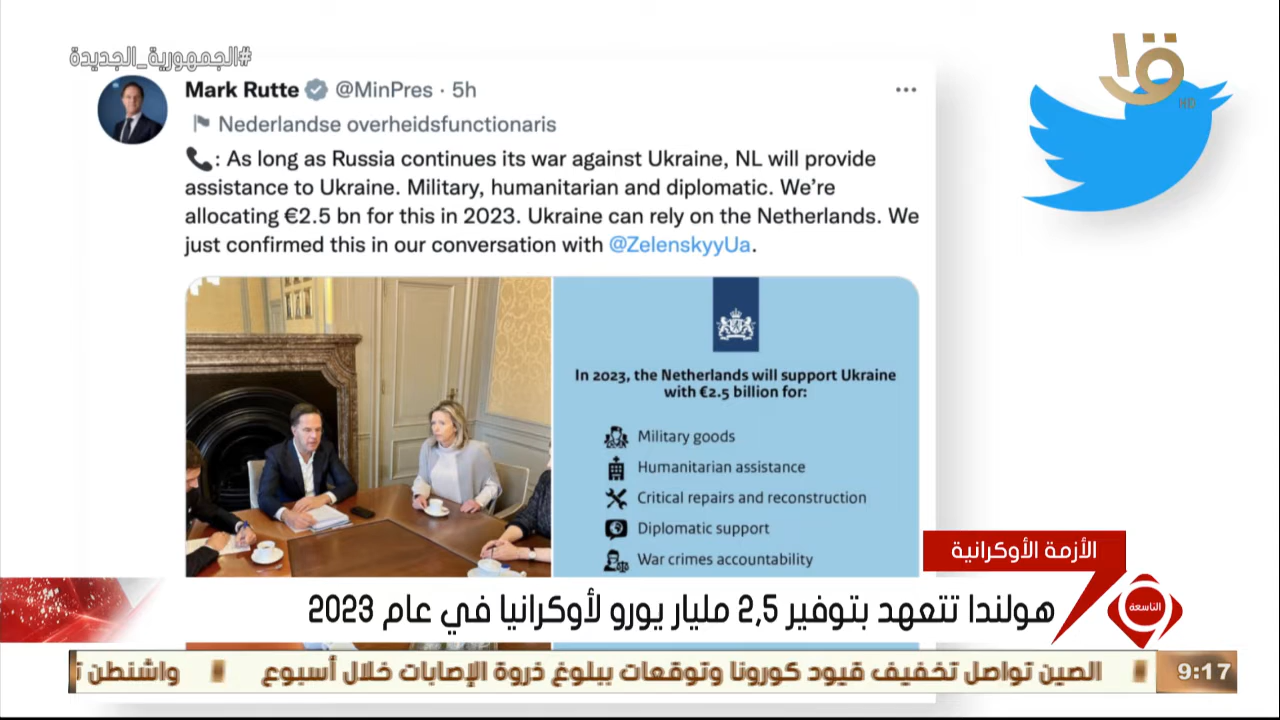 #الجمهورية_الجديدة
Mark Rutte @MinPres · 5h
Nederlandse overheidsfunctionaris
📞: As long as Russia continues its war against Ukraine, NL will provide
assistance to Ukraine. Military, humanitarian and diplomatic. We’re
allocating €2.5 bn for this in 2023. Ukraine can rely on the Netherlands. We
just confirmed this in our conversation with @ZelenskyyUa.
HD
In 2023, the Netherlands will support Ukraine
with €2.5 billion for:
Military goods
Humanitarian assistance
Critical repairs and reconstruction
Diplomatic support
War crimes accountability
الأزمة الأوكرانية
التاسعة
هولندا تتعهد بتوفير 2,5 مليار يورو لأوكرانيا في عام 2023
9:17
الصين تواصل تخفيف قيود كورونا وتوقعات ببلوغ ذروة الإصابات خلال أسبوع
واشنطن